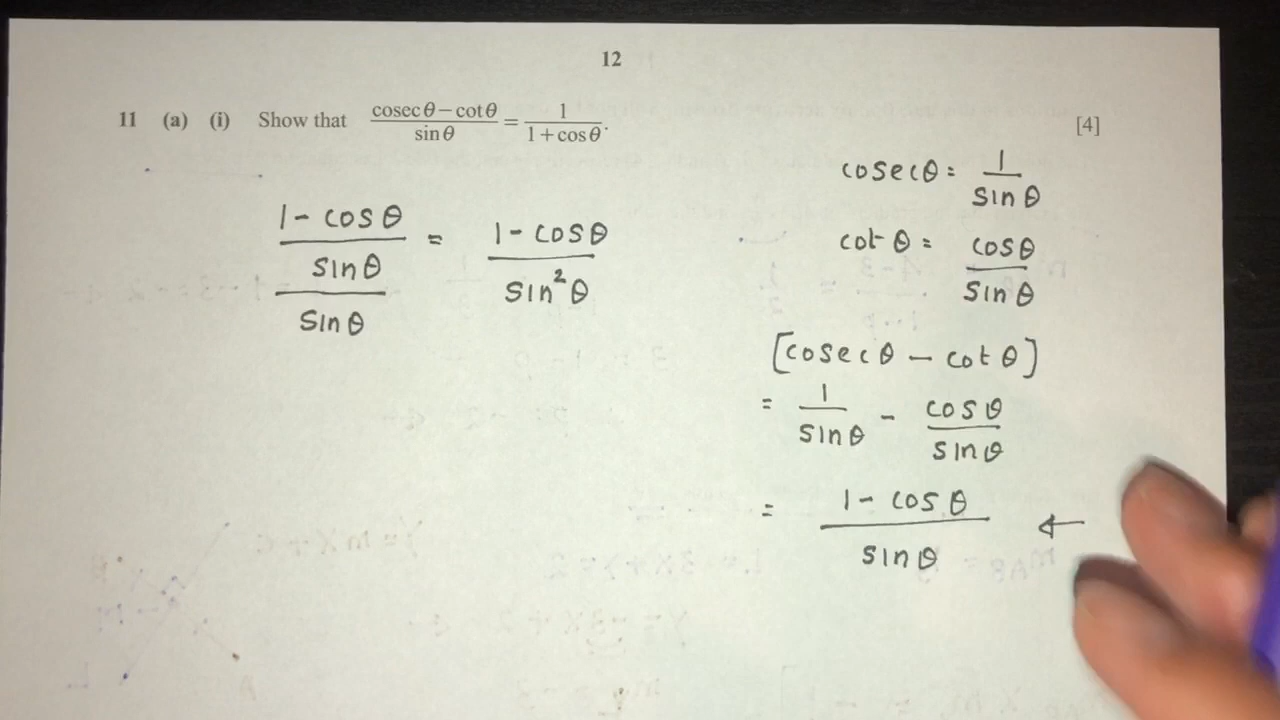 12
11 (a) (i) Show that (cosec θ − cot θ)/(sin θ) = 1/(1 + cos θ). [4]
cosec θ = 1/(sin θ)
cot θ = (cos θ)/(sin θ)
((1 - cos θ)/(sin θ))/(sin θ) = (1 - cos θ)/(sin² θ)
[cosec θ - cot θ]
= 1/(sin θ) - (cos θ)/(sin θ)
= (1 - cos θ)/(sin θ) ←